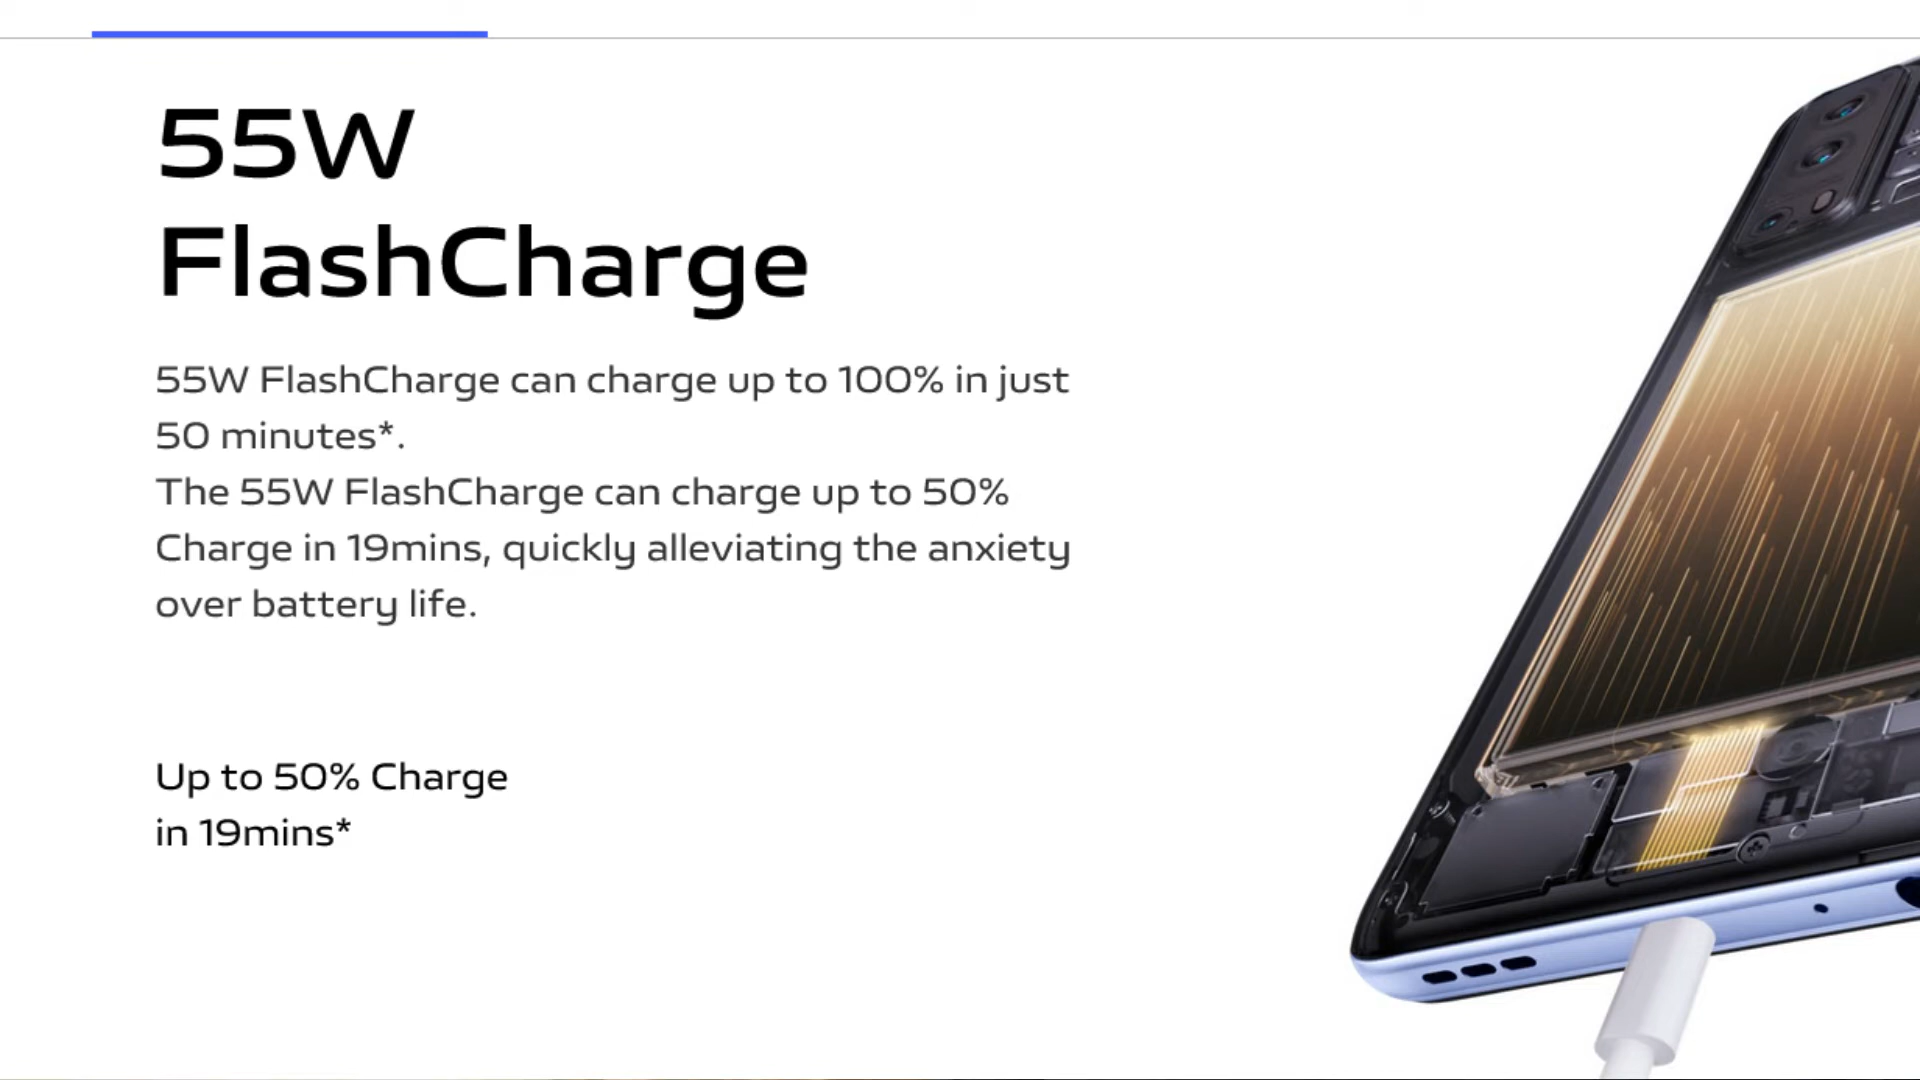 55W
FlashCharge
55W FlashCharge can charge up to 100% in just
50 minutes*.
The 55W FlashCharge can charge up to 50%
Charge in 19mins, quickly alleviating the anxiety
over battery life.
Up to 50% Charge
in 19mins*